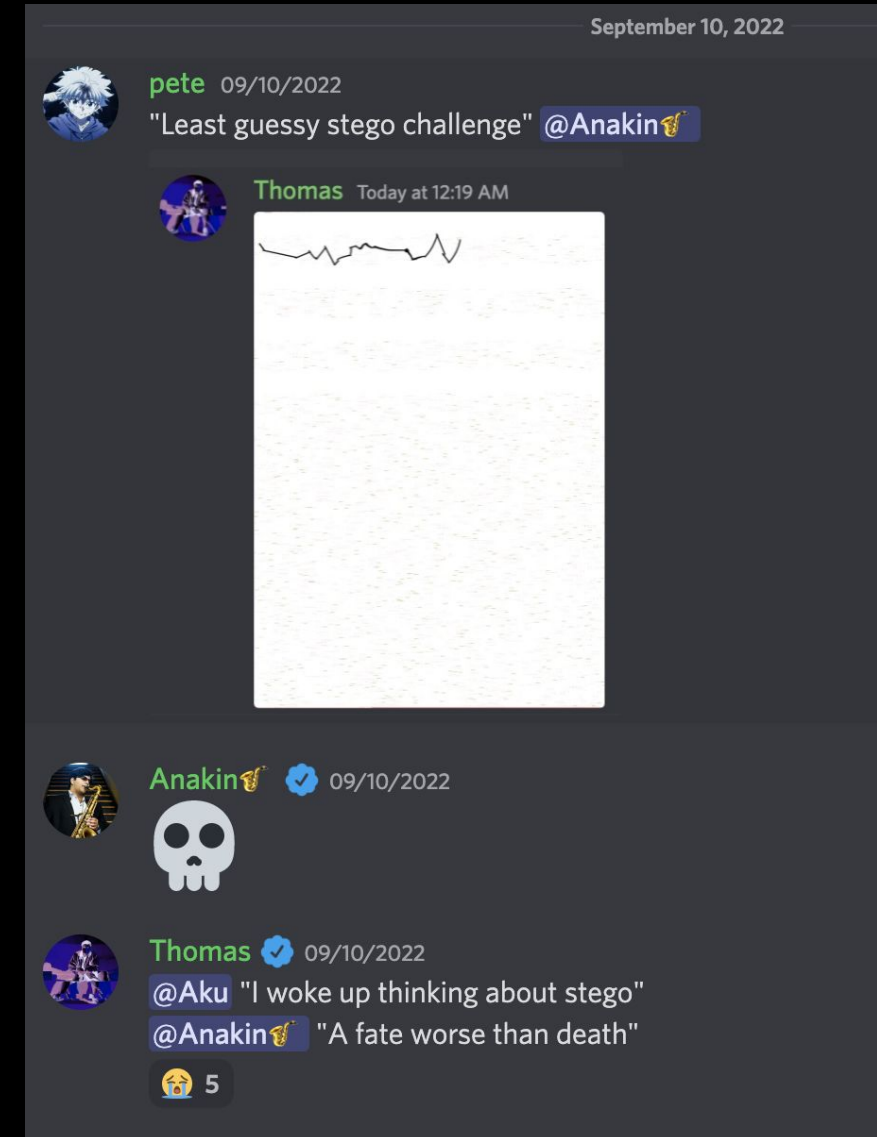 September 10, 2022
pete 09/10/2022
"Least guessy stego challenge" @Anakin🎷
Thomas Today at 12:19 AM
Anakin🎷 09/10/2022
Thomas 09/10/2022
@Aku "I woke up thinking about stego"
@Anakin🎷 "A fate worse than death"
😭 5